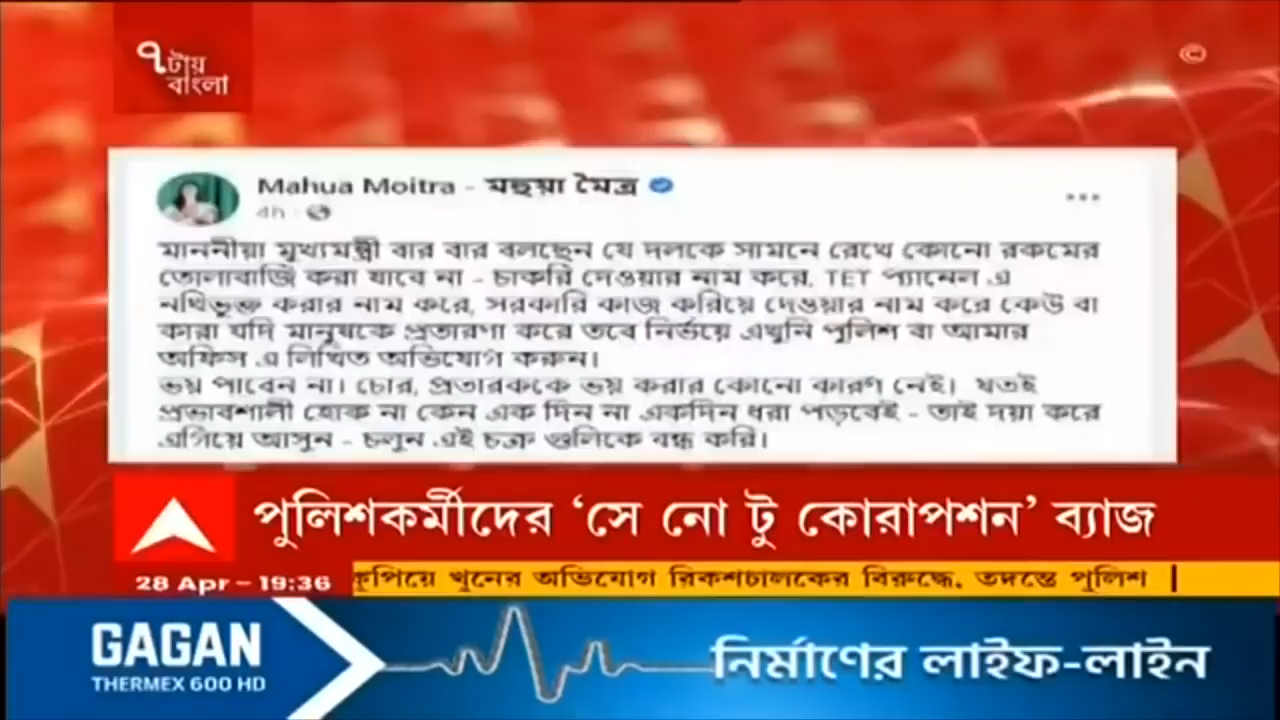 ৭টায়
বাংলা
©
Mahua Moitra - মহুয়া মৈত্র
4h
মাননীয়া মুখ্যমন্ত্রী বার বার বলছেন যে দলকে সামনে রেখে কোনো রকমের
তোলাবাজি করা যাবে না - চাকরি দেওয়ার নাম করে, TET প্যানেল এ
নথিভুক্ত করার নাম করে, সরকারি কাজ করিয়ে দেওয়ার নাম করে কেউ বা
কারা যদি মানুষকে প্রতারণা করে তবে নির্ভয়ে এখুনি পুলিশ বা আমার
অফিস এ লিখিত অভিযোগ করুন।
ভয় পাবেন না। চোর, প্রতারককে ভয় করার কোনো কারণ নেই। যতই
প্রভাবশালী হোক না কেন এক দিন না একদিন ধরা পড়বেই - তাই দয়া করে
এগিয়ে আসুন - চলুন এই চক্র গুলিকে বন্ধ করি।
পুলিশকর্মীদের 'সে নো টু কোরাপশন' ব্যাজ
28 Apr - 19:36
কুপিয়ে খুনের অভিযোগ রিকশচালকের বিরুদ্ধে, তদন্তে পুলিশ |
GAGAN
THERMEX 600 HD
নির্মাণের লাইফ-লাইন